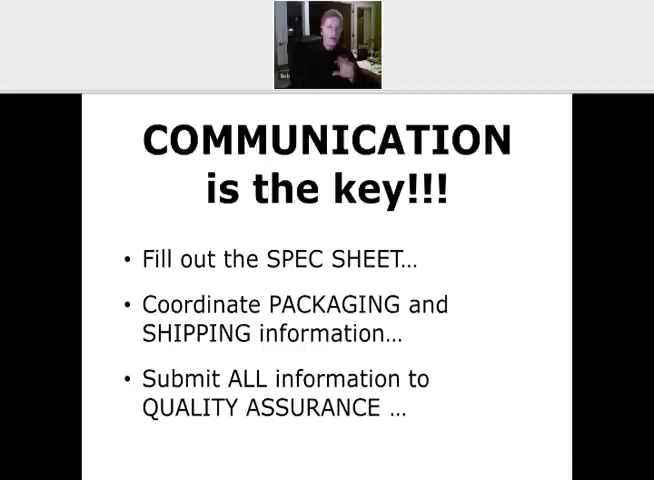 Bob
COMMUNICATION
is the key!!!
• Fill out the SPEC SHEET...
• Coordinate PACKAGING and
SHIPPING information...
• Submit ALL information to
QUALITY ASSURANCE ...